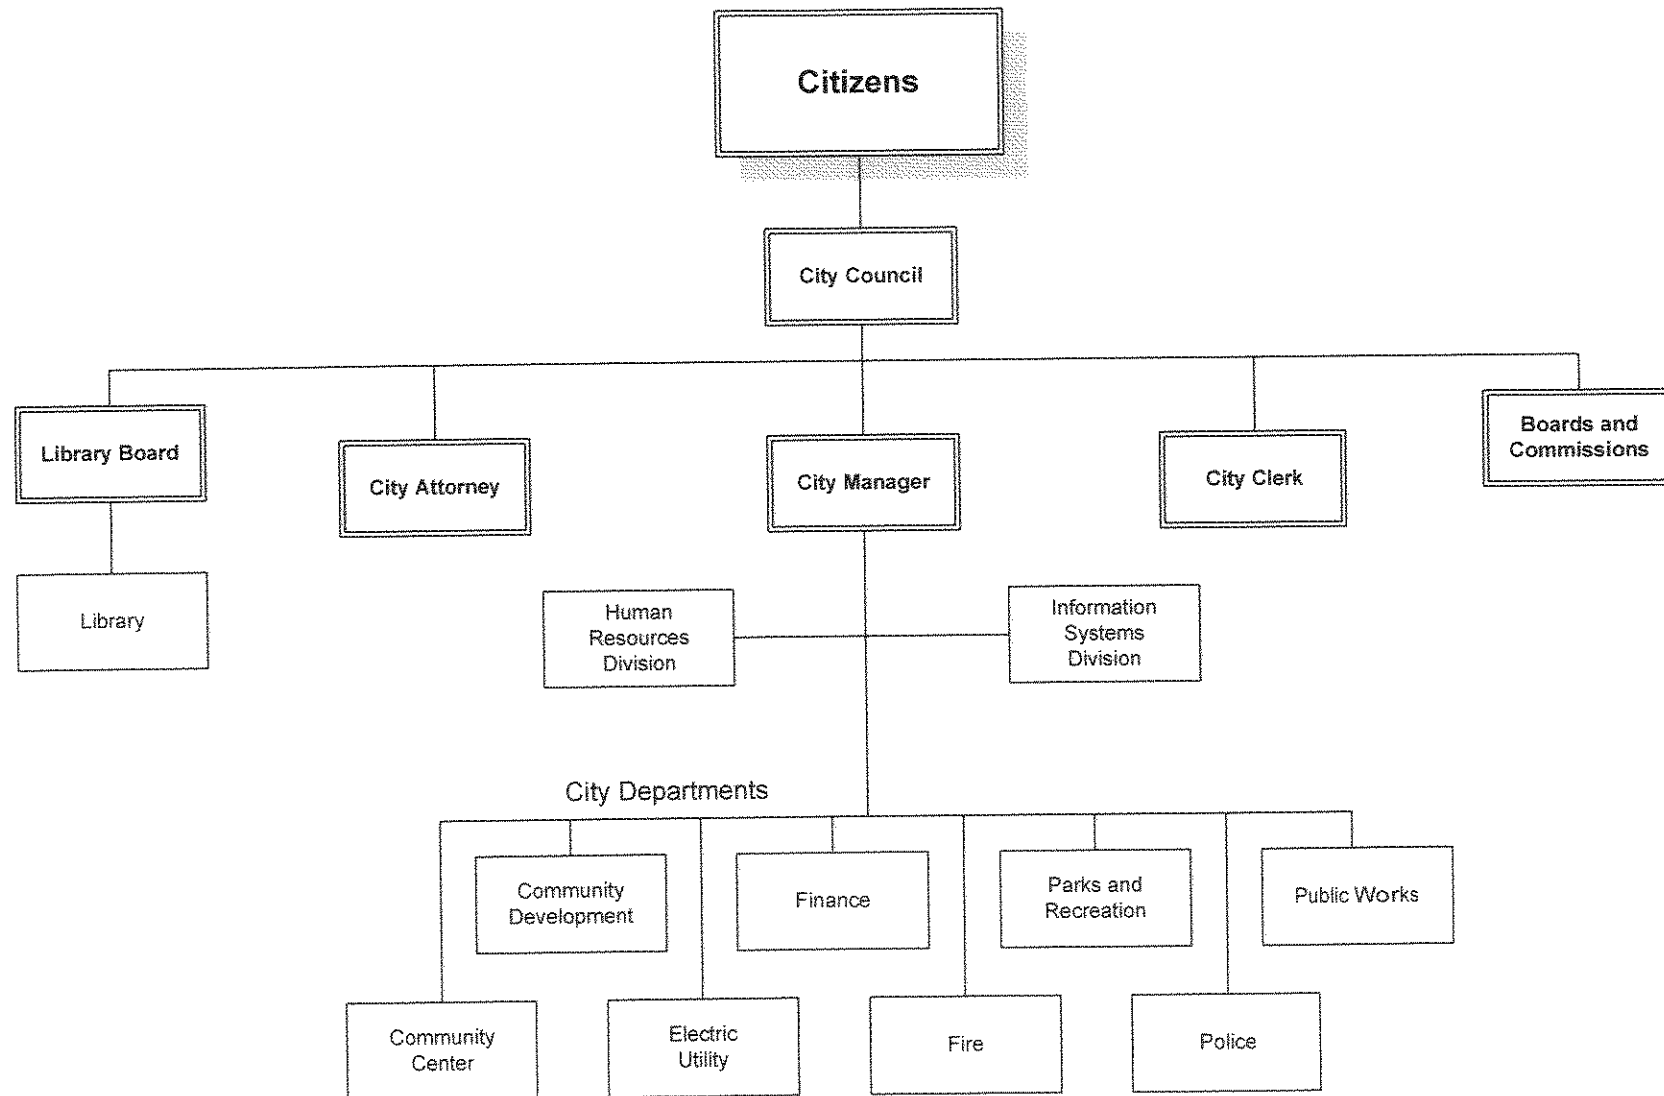 Citizens
City Council
Library Board
City Attorney
City Manager
City Clerk
Boards and
Commissions
Library
Human
Resources
Division
Information
Systems
Division
City Departments
Community
Development
Finance
Parks and
Recreation
Public Works
Community
Center
Electric
Utility
Fire
Police